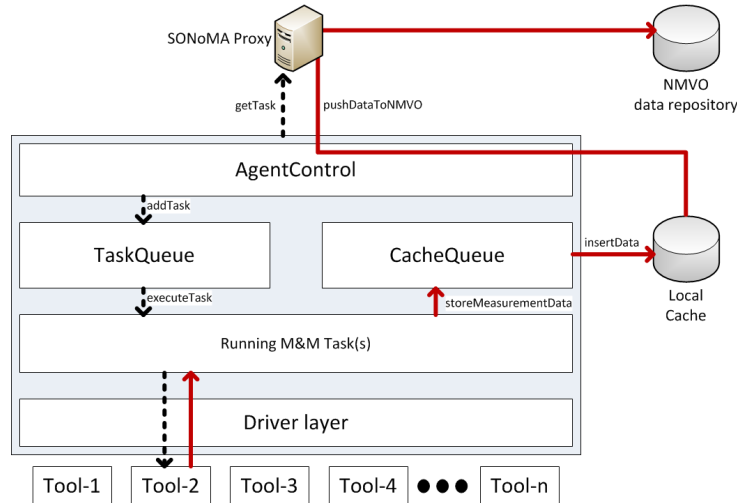 SONoMA Proxy
NMVO
data repository
getTask
pushDataToNMVO
AgentControl
addTask
TaskQueue
CacheQueue
insertData
executeTask
storeMeasurementData
Local
Cache
Running M&M Task(s)
Driver layer
Tool-1
Tool-2
Tool-3
Tool-4
Tool-n